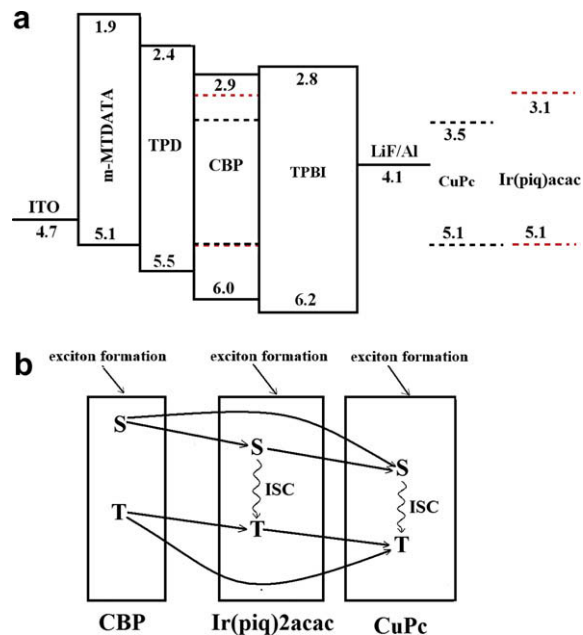 a
1.9
2.4
2.9
2.8
3.1
3.5
m-MTDATA
TPD
CBP
TPBI
LiF/Al
4.1
CuPc
Ir(piq)acac
ITO
4.7
5.1
5.5
6.0
6.2
5.1
5.1
b
exciton formation
exciton formation
exciton formation
S
S
S
ISC
ISC
T
T
T
CBP
Ir(piq)2acac
CuPc